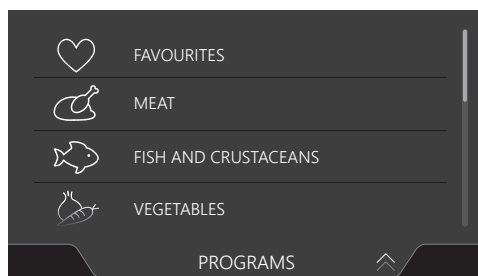 FAVOURITES
MEAT
FISH AND CRUSTACEANS
VEGETABLES
PROGRAMS